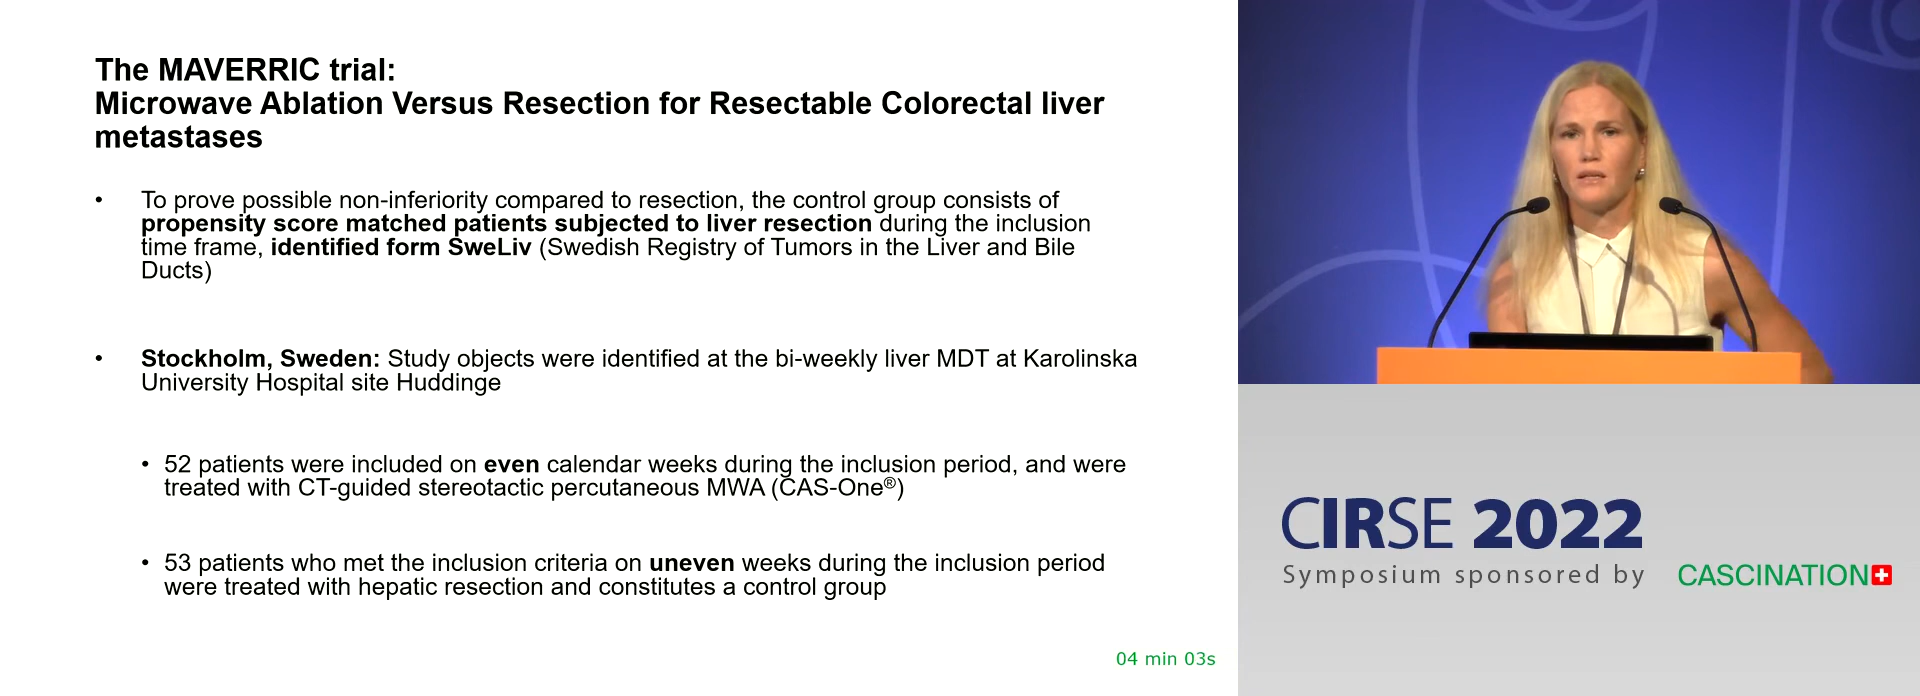 The MAVERRIC trial:
Microwave Ablation Versus Resection for Resectable Colorectal liver
metastases
• To prove possible non-inferiority compared to resection, the control group consists of
propensity score matched patients subjected to liver resection during the inclusion
time frame, identified form SweLiv (Swedish Registry of Tumors in the Liver and Bile
Ducts)
• Stockholm, Sweden: Study objects were identified at the bi-weekly liver MDT at Karolinska
University Hospital site Huddinge
• 52 patients were included on even calendar weeks during the inclusion period, and were
treated with CT-guided stereotactic percutaneous MWA (CAS-One®)
• 53 patients who met the inclusion criteria on uneven weeks during the inclusion period
were treated with hepatic resection and constitutes a control group
04 min 03s
CIRSE 2022
Symposium sponsored by CASCINATION